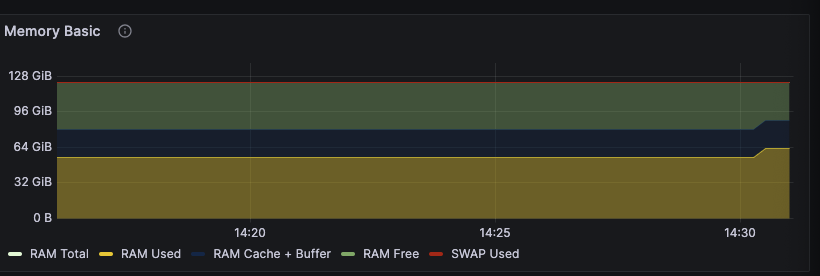 Memory Basic
128 GiB
96 GiB
64 GiB
32 GiB
0 B
14:20 14:25 14:30
RAM Total RAM Used RAM Cache + Buffer RAM Free SWAP Used